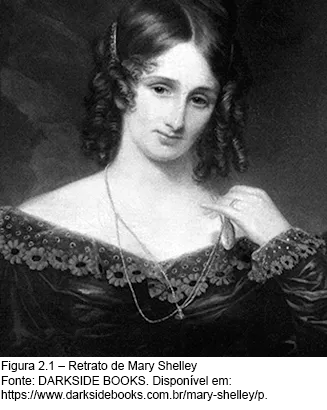 Figura 2.1 – Retrato de Mary Shelley
Fonte: DARKSIDE BOOKS. Disponível em:
https://www.darksidebooks.com.br/mary-shelley/p.